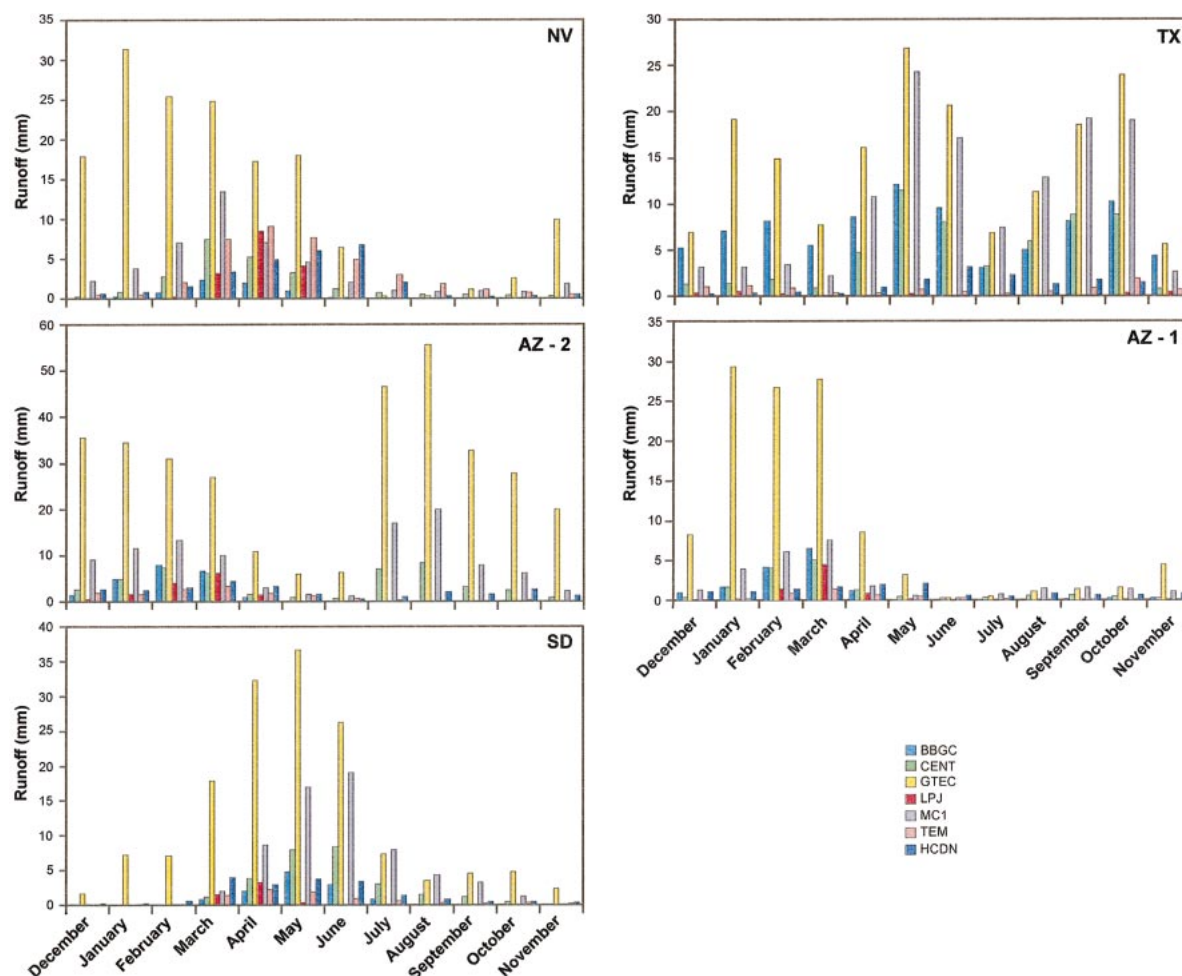 NV
Runoff (mm)
35
30
25
20
15
10
5
0
AZ - 2
Runoff (mm)
60
50
40
30
20
10
0
SD
Runoff (mm)
40
35
30
25
20
15
10
5
0
December
January
February
March
April
May
June
July
August
September
October
November
TX
Runoff (mm)
30
25
20
15
10
5
0
AZ - 1
Runoff (mm)
35
30
25
20
15
10
5
0
December
January
February
March
April
May
June
July
August
September
October
November
BBGC
CENT
GTEC
LPJ
MC1
TEM
HCDN